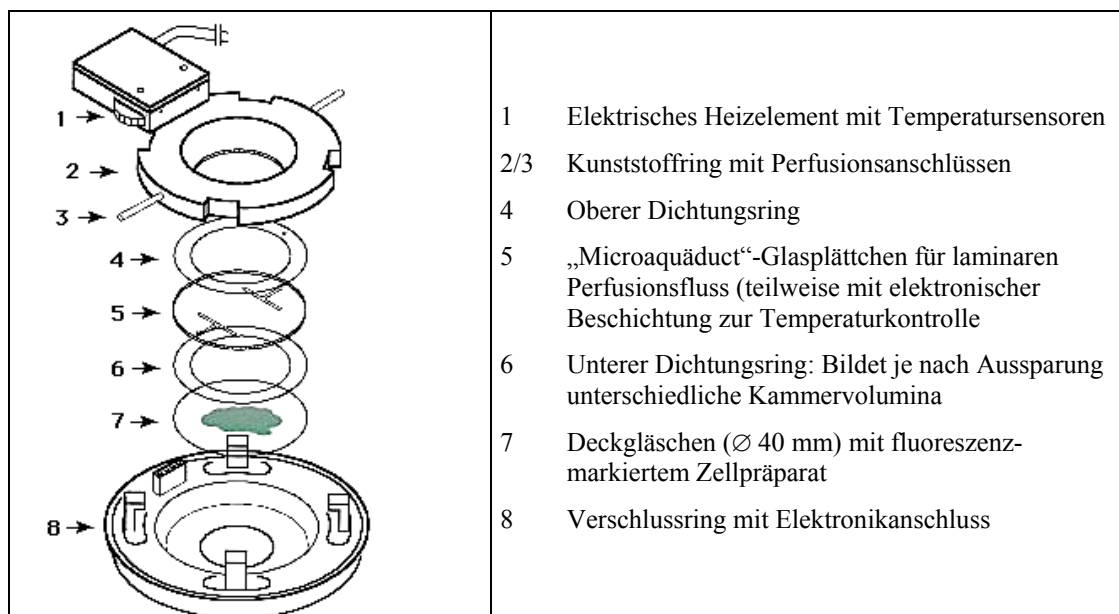 1
2
3
4
5
6
7
8
1 Elektrisches Heizelement mit Temperatursensoren
2/3 Kunststoffring mit Perfusionsanschlüssen
4 Oberer Dichtungsring
5 „Microaquäduct“-Glasplättchen für laminaren
Perfusionsfluss (teilweise mit elektronischer
Beschichtung zur Temperaturkontrolle
6 Unterer Dichtungsring: Bildet je nach Aussparung
unterschiedliche Kammervolumina
7 Deckgläschen (∅ 40 mm) mit fluoreszenz-
markiertem Zellpräparat
8 Verschlussring mit Elektronikanschluss